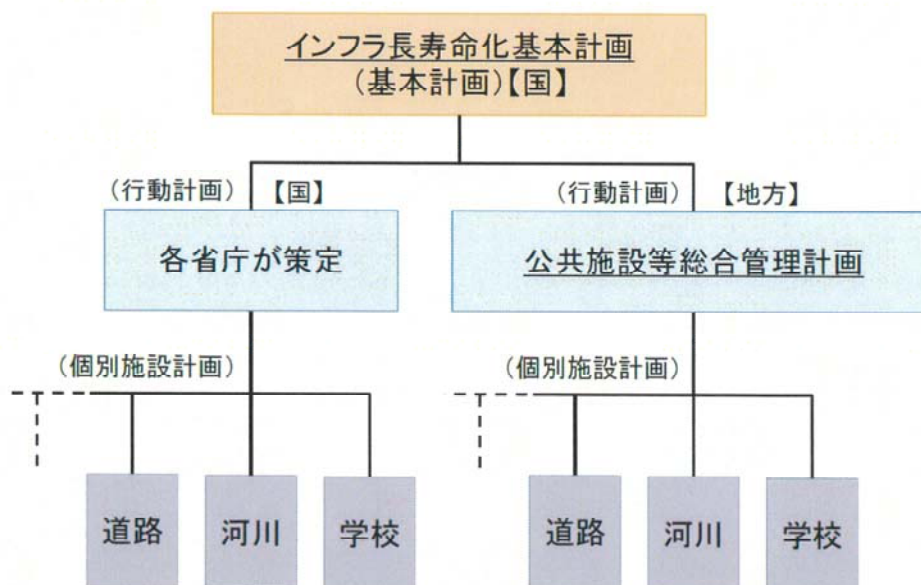 インフラ長寿命化基本計画
(基本計画)【国】
(行動計画) 【国】
(行動計画) 【地方】
各省庁が策定
公共施設等総合管理計画
(個別施設計画)
(個別施設計画)
道路 河川 学校
道路 河川 学校